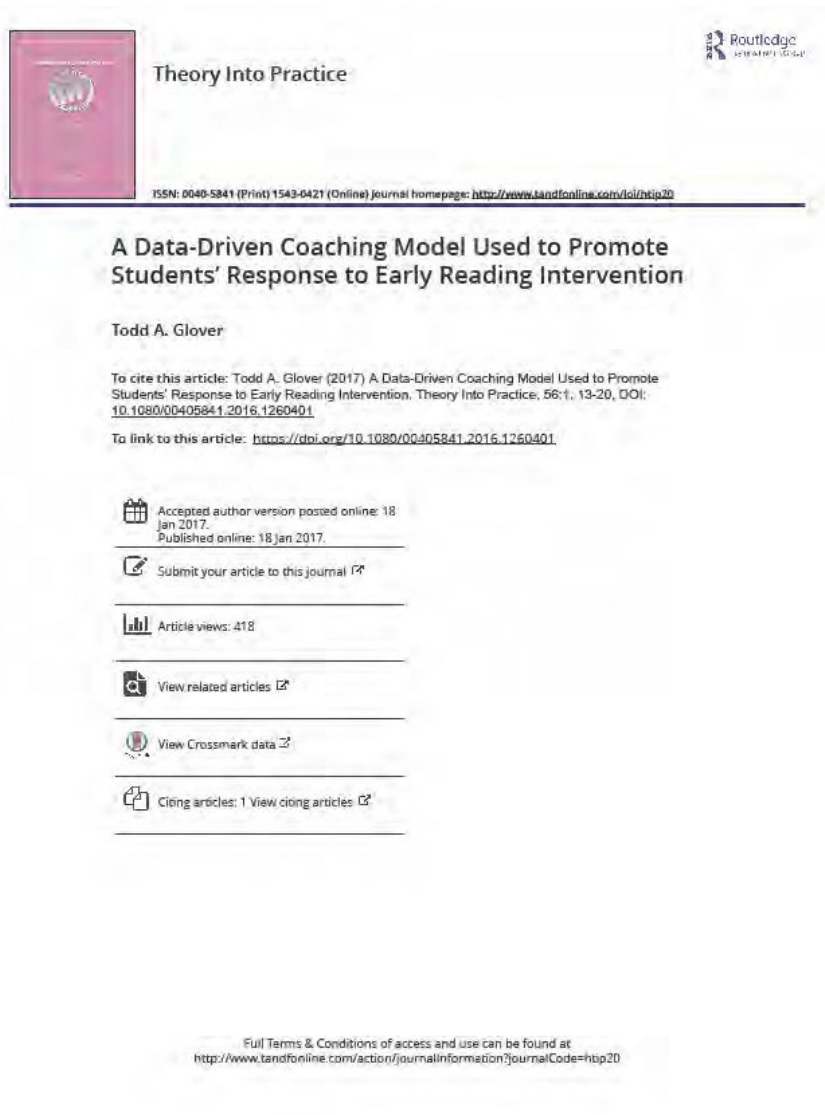 Routledge
Theory Into Practice
ISSN: 0040-5841 (Print) 1543-0421 (Online) Journal homepage: http://www.tandfonline.com/loi/htip20
A Data-Driven Coaching Model Used to Promote
Students' Response to Early Reading Intervention
Todd A. Glover
To cite this article: Todd A. Glover (2017) A Data-Driven Coaching Model Used to Promote
Students' Response to Early Reading Intervention, Theory Into Practice, 56:1, 13-20, DOI:
10.1080/00405841.2016.1260401
To link to this article: https://doi.org/10.1080/00405841.2016.1260401
Accepted author version posted online: 18
Jan 2017.
Published online: 18 Jan 2017.
Submit your article to this journal
Article views: 418
View related articles
View Crossmark data
Citing articles: 1 View citing articles
Full Terms & Conditions of access and use can be found at
http://www.tandfonline.com/action/journalInformation?journalCode=htip20